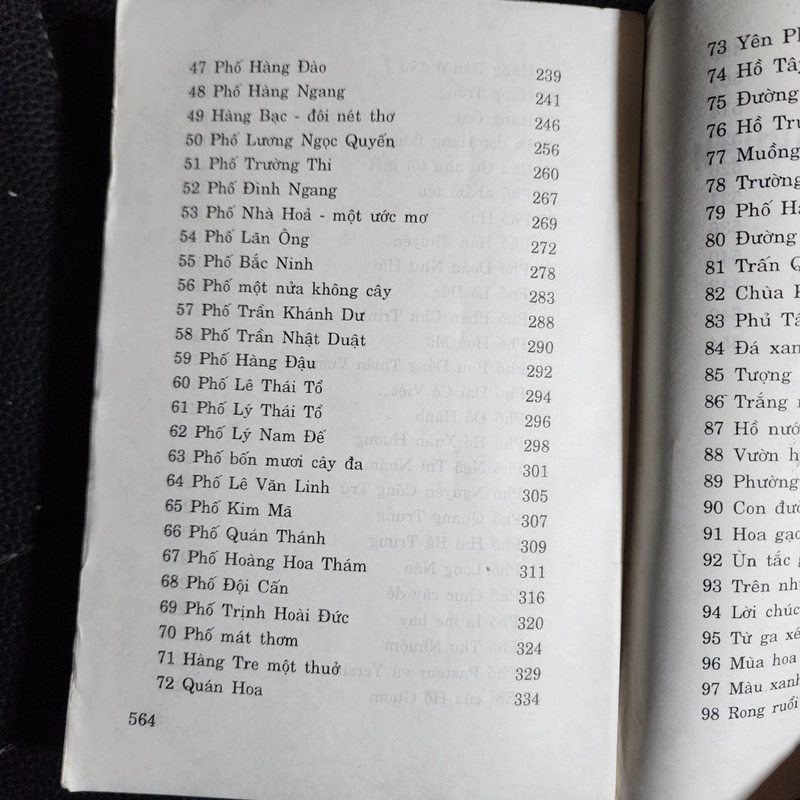 47 Phố Hàng Đào 239
48 Phố Hàng Ngang 241
49 Hàng Bạc - đôi nét thơ 246
50 Phố Lương Ngọc Quyến 256
51 Phố Trường Thi 260
52 Phố Đình Ngang 267
53 Phố Nhà Hoả - một ước mơ 269
54 Phố Lãn Ông 272
55 Phố Bắc Ninh 278
56 Phố một nửa không cây 283
57 Phố Trần Khánh Dư 288
58 Phố Trần Nhật Duật 290
59 Phố Hàng Đậu 292
60 Phố Lê Thái Tổ 294
61 Phố Lý Thái Tổ 296
62 Phố Lý Nam Đế 298
63 Phố bốn mươi cây đa 301
64 Phố Lê Văn Linh 305
65 Phố Kim Mã 307
66 Phố Quán Thánh 309
67 Phố Hoàng Hoa Thám 311
68 Phố Đội Cấn 316
69 Phố Trịnh Hoài Đức 320
70 Phố mát thơm 324
71 Hàng Tre một thuở 329
72 Quán Hoa 334
564
73 Yên
74 Hồ Tâ
75 Đường
76 Hồ
77 Muồng
78 Trường
79 Phố
80 Đường
81 Trấn
82 Chùa
83 Phủ
84 Đá xan
85 Tượng
86 Trắng
87 Hồ nướ
88 Vườn
89 Phường
90 Con đườ
91 Hoa gạo
92 Ùn tắc
93 Trên
94 Lời chúc
95 Từ ga
96 Mùa hoa
97 Màu xanh
98 Rong ruổi